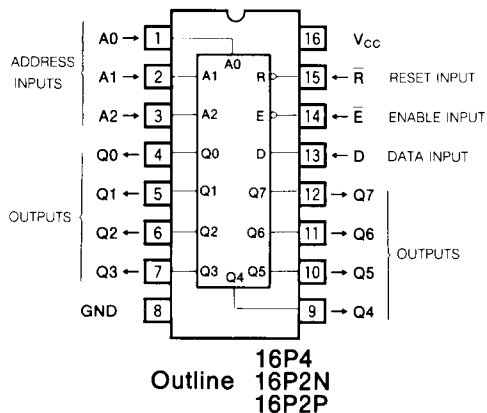 A0 → 1 A0 16 VCC
ADDRESS INPUTS
A1 → 2 A1 R 15 ← R̅ RESET INPUT
A2 → 3 A2 E 14 ← E̅ ENABLE INPUT
Q0 ← 4 Q0 D 13 ← D DATA INPUT
Q1 ← 5 Q1 Q7 12 → Q7
OUTPUTS
Q2 ← 6 Q2 Q6 11 → Q6
OUTPUTS
Q3 ← 7 Q3 Q5 10 → Q5
GND 8 Q4 9 → Q4
Outline 16P4
16P2N
16P2P